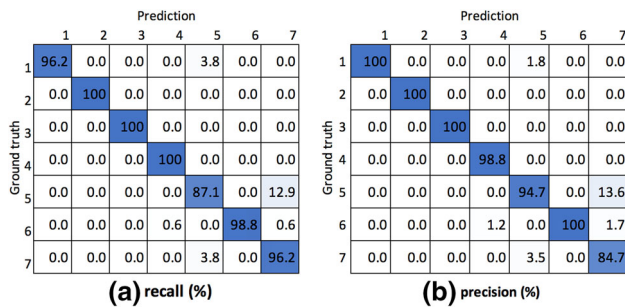 Prediction Prediction
1 2 3 4 5 6 7 1 2 3 4 5 6 7
Ground truth Ground truth
1 96.2 0.0 0.0 0.0 3.8 0.0 0.0 1 100 0.0 0.0 0.0 1.8 0.0 0.0
2 0.0 100 0.0 0.0 0.0 0.0 0.0 2 0.0 100 0.0 0.0 0.0 0.0 0.0
3 0.0 0.0 100 0.0 0.0 0.0 0.0 3 0.0 0.0 100 0.0 0.0 0.0 0.0
4 0.0 0.0 0.0 100 0.0 0.0 0.0 4 0.0 0.0 0.0 98.8 0.0 0.0 0.0
5 0.0 0.0 0.0 0.0 87.1 0.0 12.9 5 0.0 0.0 0.0 0.0 94.7 0.0 13.6
6 0.0 0.0 0.0 0.6 0.0 98.8 0.6 6 0.0 0.0 0.0 1.2 0.0 100 1.7
7 0.0 0.0 0.0 0.0 3.8 0.0 96.2 7 0.0 0.0 0.0 0.0 3.5 0.0 84.7
(a) recall (%) (b) precision (%)